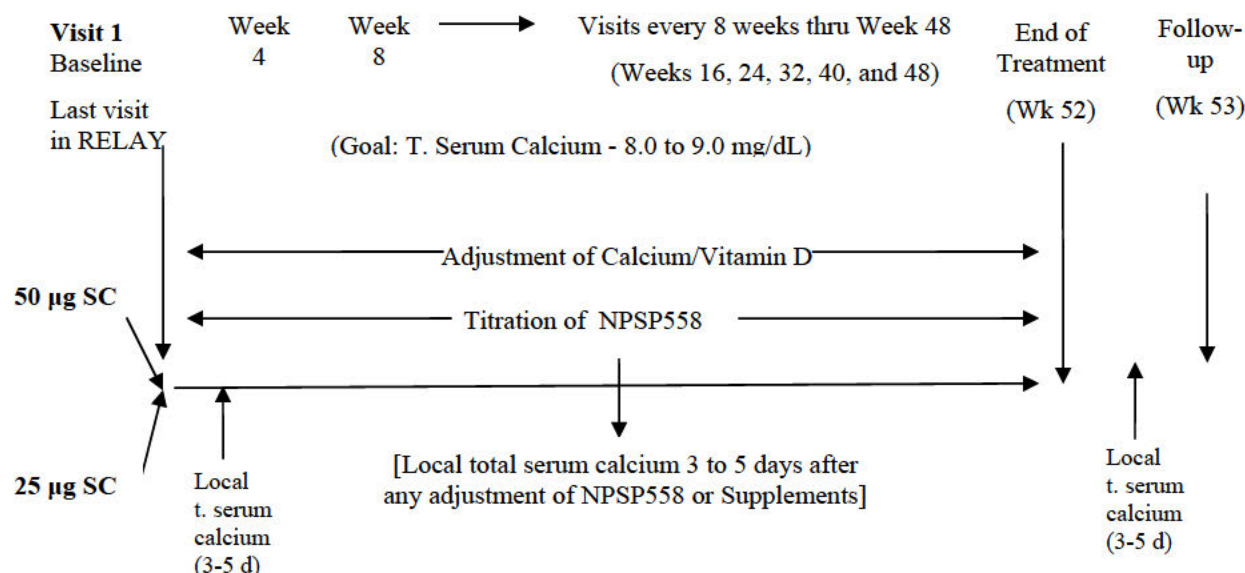 Visit 1
Baseline
Last visit
in RELAY
Week
4
Week
8
Visits every 8 weeks thru Week 48
(Weeks 16, 24, 32, 40, and 48)
End of
Treatment
(Wk 52)
Follow-
up
(Wk 53)
(Goal: T. Serum Calcium - 8.0 to 9.0 mg/dL)
Adjustment of Calcium/Vitamin D
50 µg SC
Titration of NPSP558
25 µg SC
Local
t. serum
calcium
(3-5 d)
[Local total serum calcium 3 to 5 days after
any adjustment of NPSP558 or Supplements]
Local
t. serum
calcium
(3-5 d)